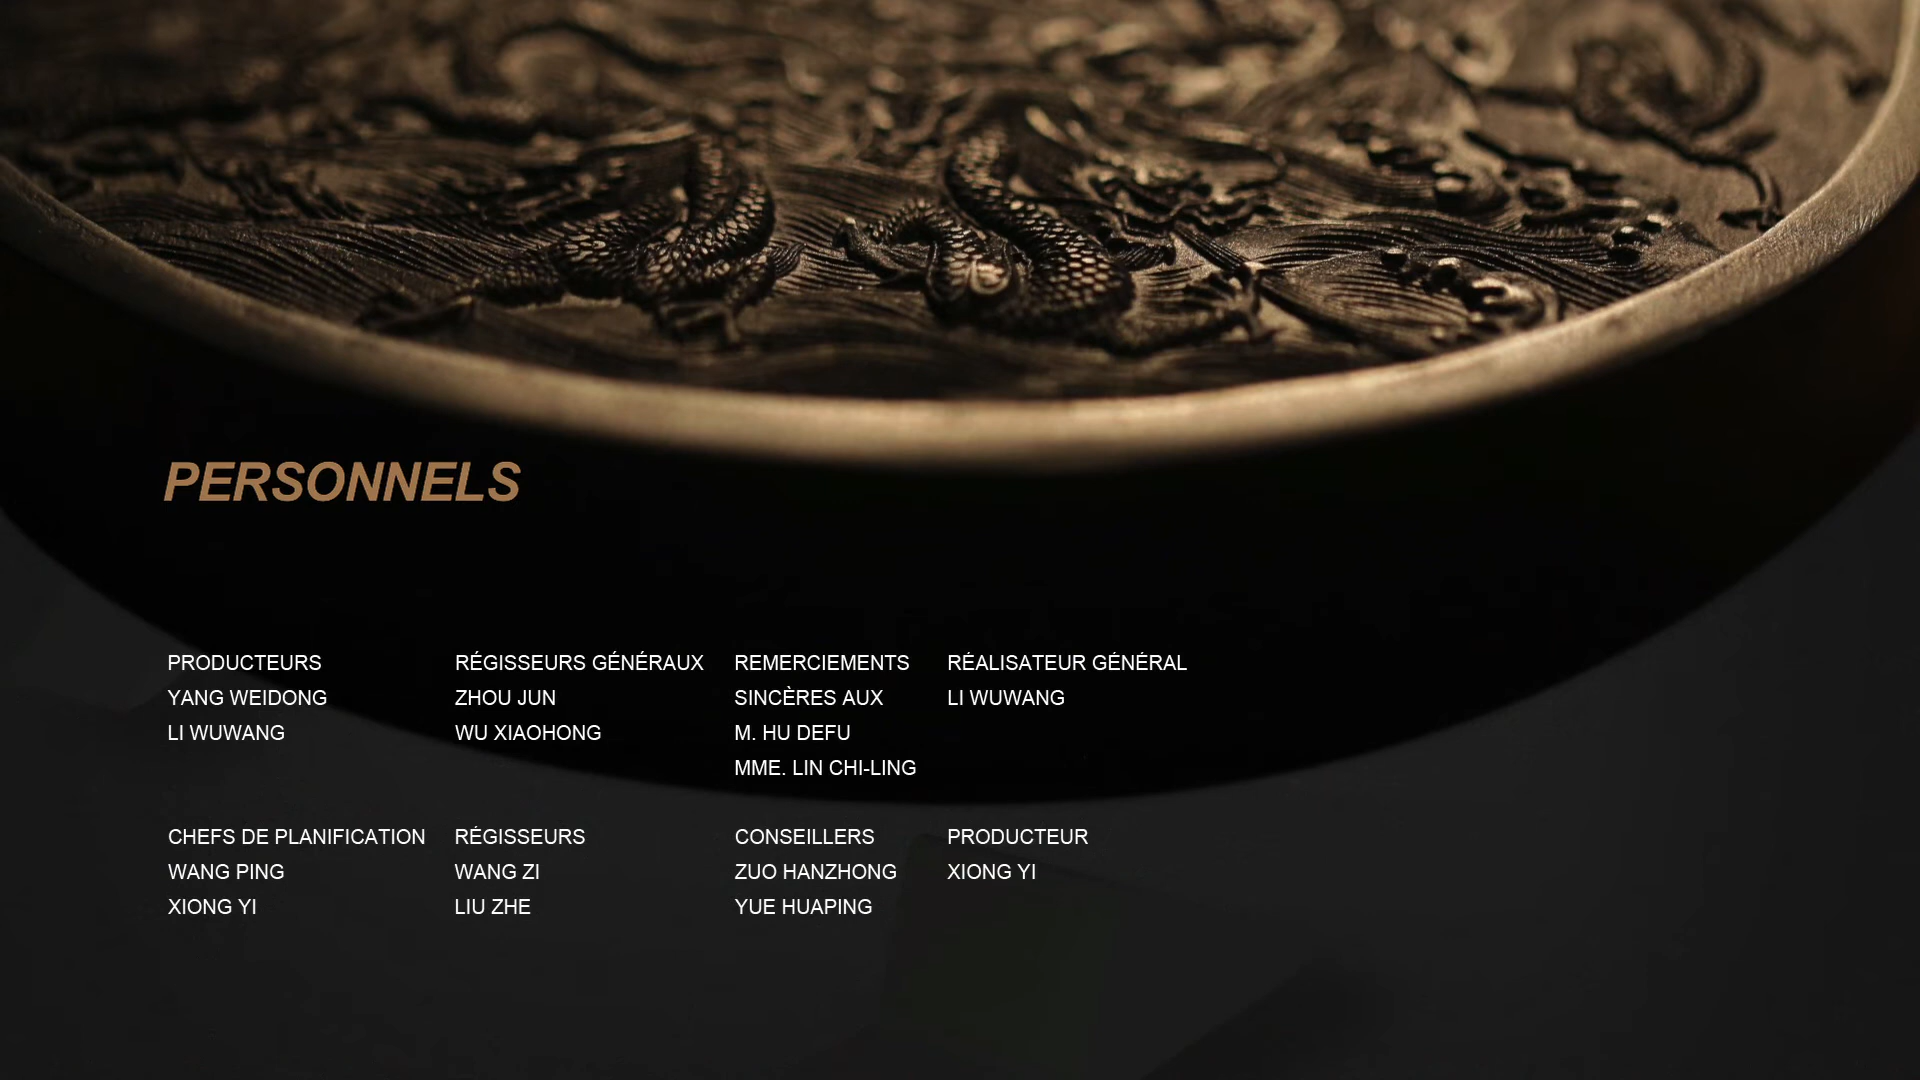 PERSONNELS
PRODUCTEURS
YANG WEIDONG
LI WUWANG
RÉGISSEURS GÉNÉRAUX
ZHOU JUN
WU XIAOHONG
REMERCIEMENTS
SINCÈRES AUX
M. HU DEFU
MME. LIN CHI-LING
RÉALISATEUR GÉNÉRAL
LI WUWANG
CHEFS DE PLANIFICATION
WANG PING
XIONG YI
RÉGISSEURS
WANG ZI
LIU ZHE
CONSEILLERS
ZUO HANZHONG
YUE HUAPING
PRODUCTEUR
XIONG YI